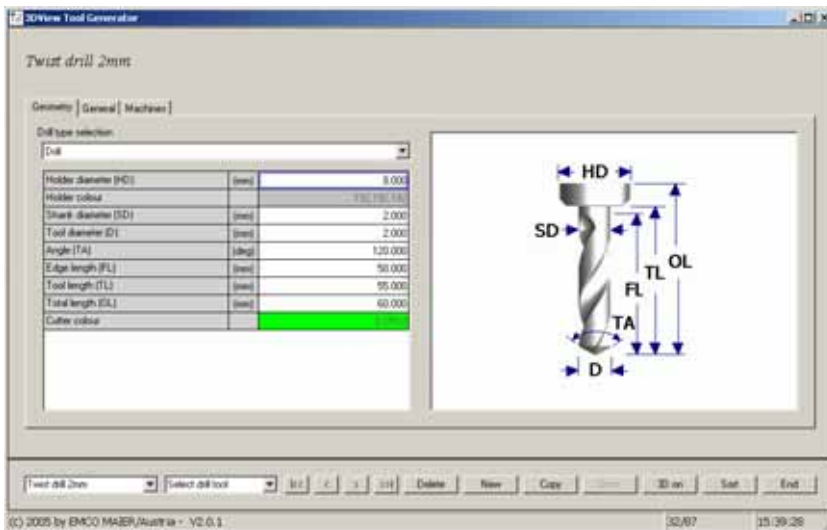 3DView Tool Generator
Twist drill 2mm
Geometry General Machines
Drill type selection
Drill
Holder diameter (HD) (mm) 8.000
Holder colour
Shank diameter (SD) (mm) 2.000
Tool diameter (D) (mm) 2.000
Angle (TA) (deg) 120.000
Edge length (FL) (mm) 50.000
Tool length (TL) (mm) 55.000
Total length (OL) (mm) 60.000
Cutter colour
HD
SD
OL
TL
FL
TA
D
Twist drill 2mm Select drill tool |<< < > >>| Delete New Copy Save 3D on Sort End
(c) 2005 by EMCO MAIER/Austria - V2.0.1 32/87 15:39:28